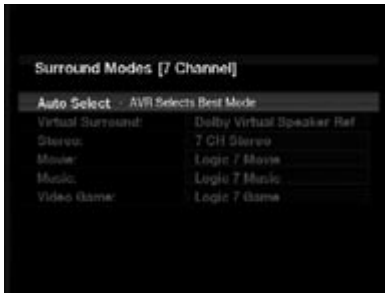 Surround Modes [7 Channel]
Auto Select - AVR Selects Best Mode
Virtual Surround: Dolby Virtual Speaker Ref
Stereo: 7 CH Stereo
Movie: Logic 7 Movie
Music: Logic 7 Music
Video Game: Logic 7 Game